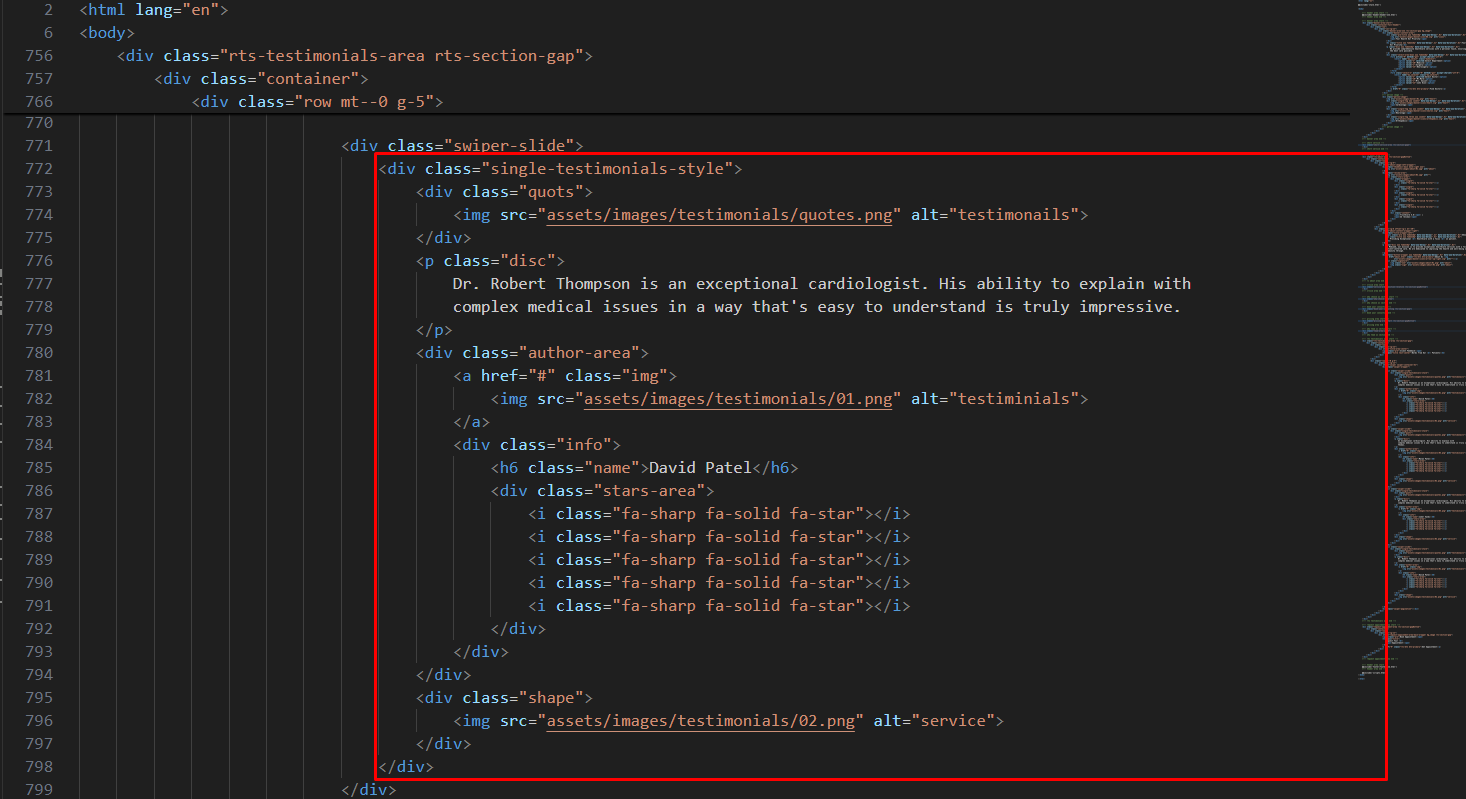 2 <html lang="en">
6 <body>
756 <div class="rts-testimonials-area rts-section-gap">
757 <div class="container">
766 <div class="row mt--0 g-5">
770
771 <div class="swiper-slide">
772 <div class="single-testimonials-style">
773 <div class="quots">
774 <img src="assets/images/testimonials/quotes.png" alt="testimonails">
775 </div>
776 <p class="disc">
777 Dr. Robert Thompson is an exceptional cardiologist. His ability to explain with
778 complex medical issues in a way that's easy to understand is truly impressive.
779 </p>
780 <div class="author-area">
781 <a href="#" class="img">
782 <img src="assets/images/testimonials/01.png" alt="testiminials">
783 </a>
784 <div class="info">
785 <h6 class="name">David Patel</h6>
786 <div class="stars-area">
787 <i class="fa-sharp fa-solid fa-star"></i>
788 <i class="fa-sharp fa-solid fa-star"></i>
789 <i class="fa-sharp fa-solid fa-star"></i>
790 <i class="fa-sharp fa-solid fa-star"></i>
791 <i class="fa-sharp fa-solid fa-star"></i>
792 </div>
793 </div>
794 </div>
795 <div class="shape">
796 <img src="assets/images/testimonials/02.png" alt="service">
797 </div>
798 </div>
799 </div>